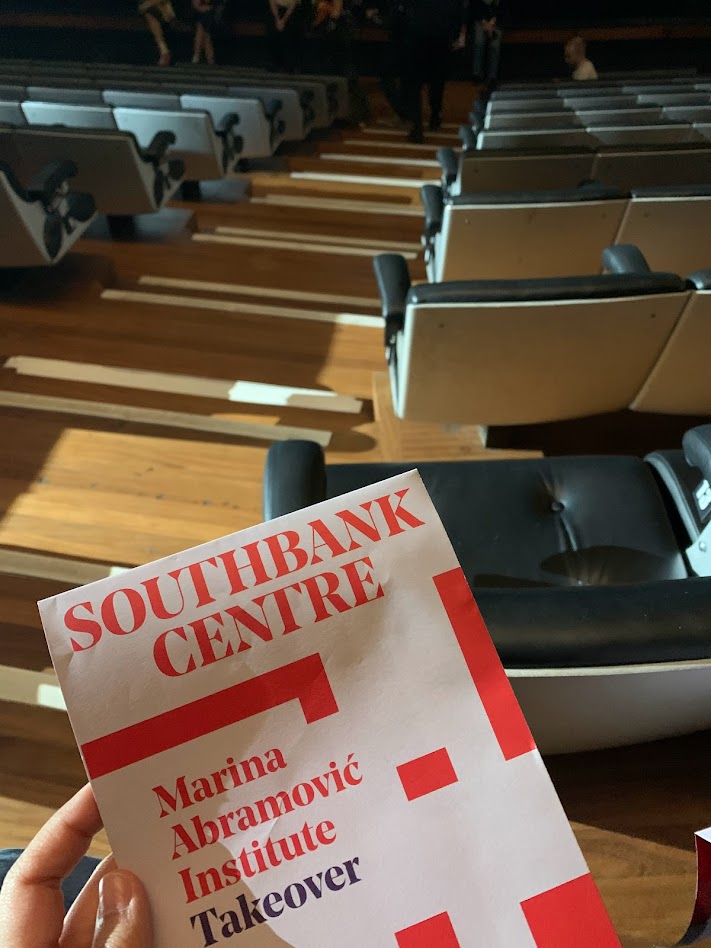 SOUTHBANK
CENTRE
Marina
Abramović
Institute
Takeover